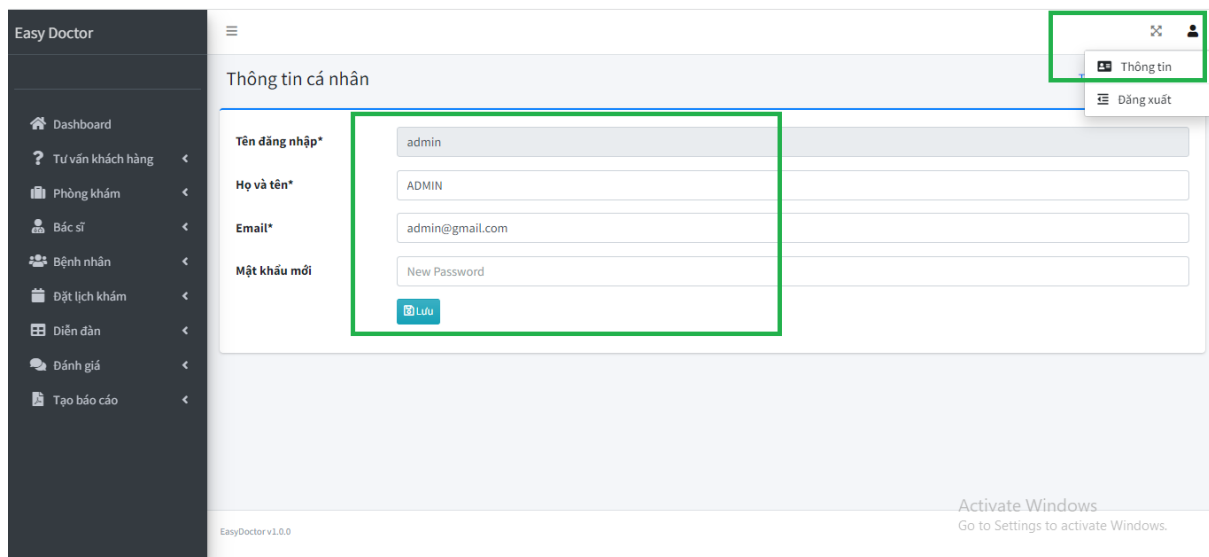 Easy Doctor
Thông tin
Thông tin cá nhân
Đăng xuất
Dashboard
Tư vấn khách hàng
Phòng khám
Bác sĩ
Bệnh nhân
Đặt lịch khám
Diễn đàn
Đánh giá
Tạo báo cáo
Tên đăng nhập*
admin
Họ và tên*
ADMIN
Email*
admin@gmail.com
Mật khẩu mới
New Password
Lưu
Activate Windows
Go to Settings to activate Windows.
EasyDoctor v1.0.0